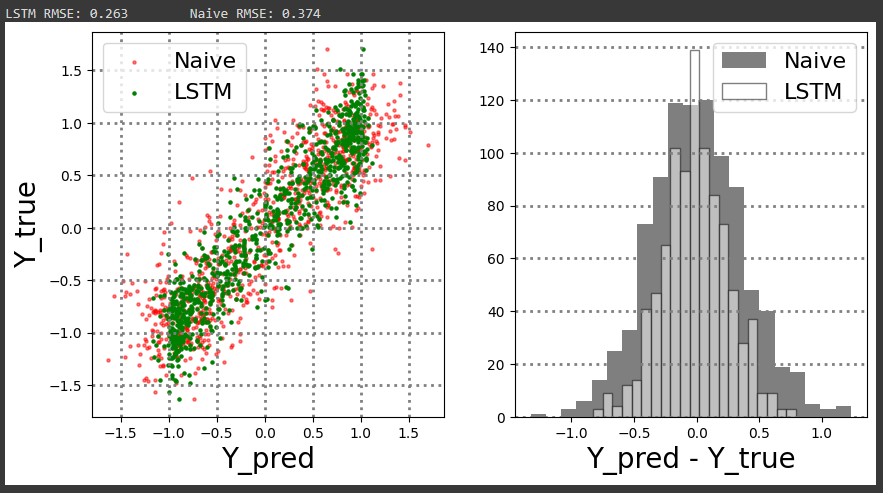 LSTM RMSE: 0.263 Naive RMSE: 0.374
Naive
LSTM
1.5
1.0
0.5
0.0
−0.5
−1.0
−1.5
Y_true
−1.5 −1.0 −0.5 0.0 0.5 1.0 1.5
Y_pred
Naive
LSTM
140
120
100
80
60
40
20
0
−1.0 −0.5 0.0 0.5 1.0
Y_pred - Y_true